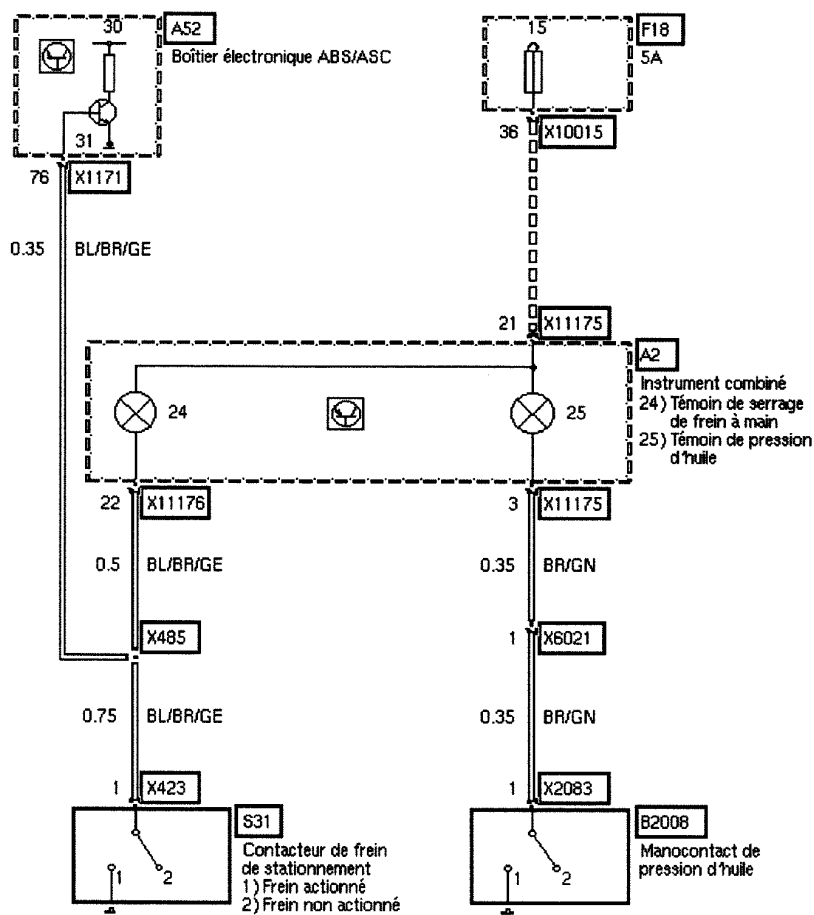 30
A52
Boîtier électronique ABS/ASC
31
76
X1171
0.35
BL/BR/GE
15
F18
5A
36
X10015
21
X11175
A2
Instrument combiné
24) Témoin de serrage
de frein à main
25) Témoin de pression
d'huile
24
25
22
X11176
3
X11175
0.5
BL/BR/GE
0.35
BR/GN
X485
1
X6021
0.75
BL/BR/GE
0.35
BR/GN
1
X423
1
X2083
1
2
S31
Contacteur de frein
de stationnement
1) Frein actionné
2) Frein non actionné
1
2
B2008
Manocontact de
pression d'huile